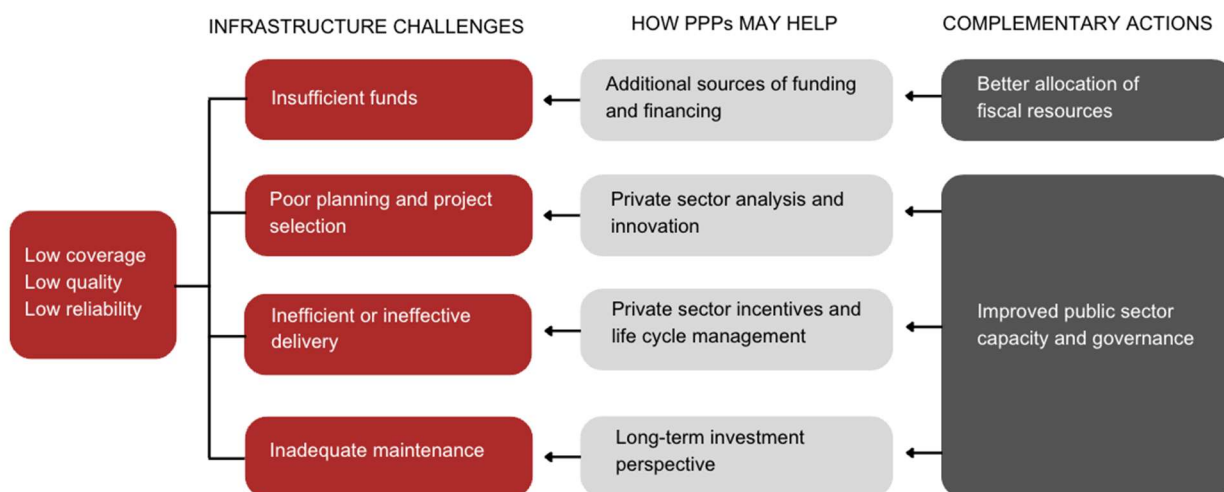 INFRASTRUCTURE CHALLENGES
HOW PPPs MAY HELP
COMPLEMENTARY ACTIONS
Low coverage
Low quality
Low reliability
Insufficient funds
Additional sources of funding
and financing
Better allocation of
fiscal resources
Poor planning and project
selection
Private sector analysis and
innovation
Inefficient or ineffective
delivery
Private sector incentives and
life cycle management
Improved public sector
capacity and governance
Inadequate maintenance
Long-term investment
perspective